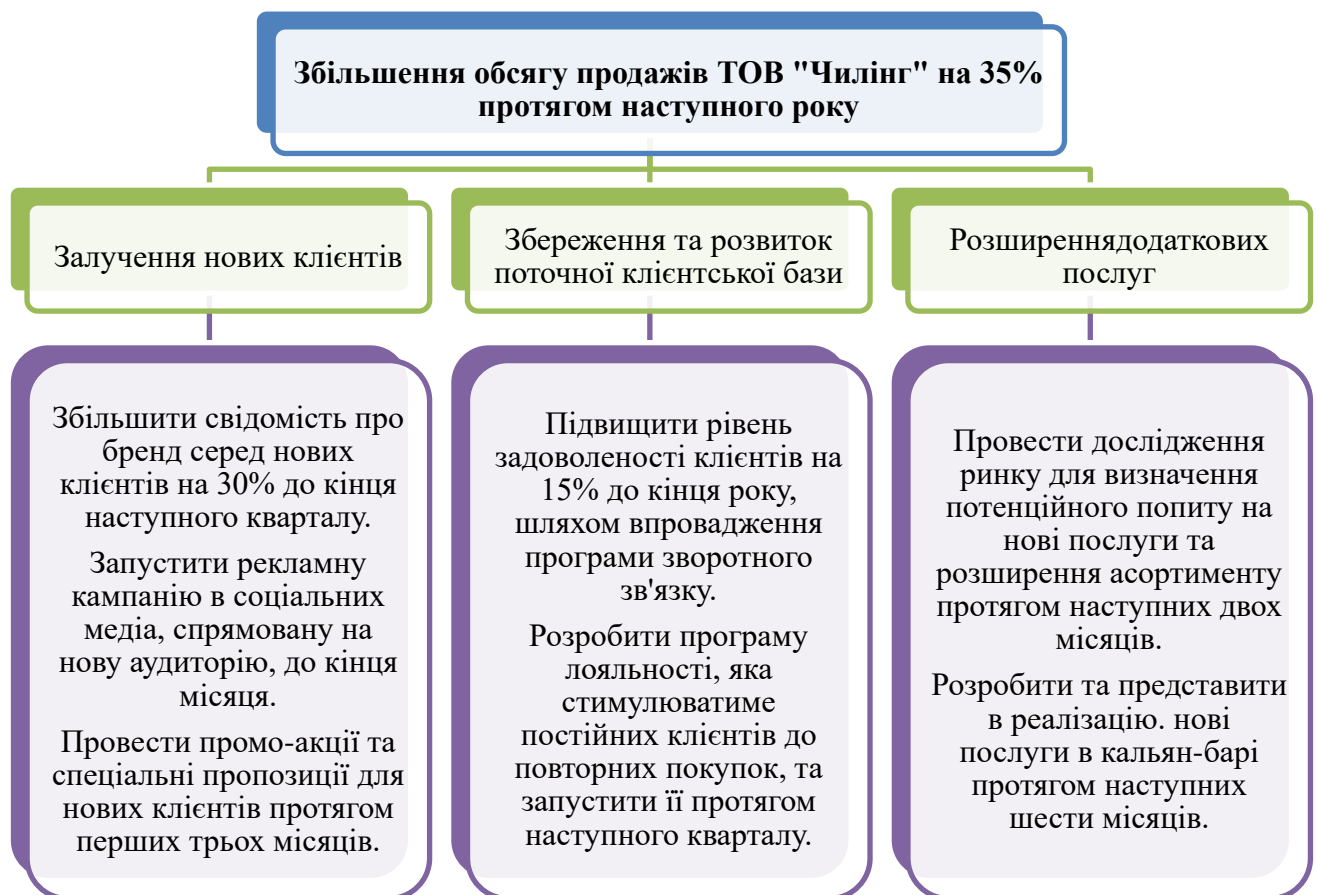 Збільшення обсягу продажів ТОВ "Чилінг" на 35%
протягом наступного року
Залучення нових клієнтів
Збереження та розвиток
поточної клієнтської бази
Розширеннядодаткових
послуг
Збільшити свідомість про
бренд серед нових
клієнтів на 30% до кінця
наступного кварталу.
Запустити рекламну
кампанію в соціальних
медіа, спрямовану на
нову аудиторію, до кінця
місяця.
Провести промо-акції та
спеціальні пропозиції для
нових клієнтів протягом
перших трьох місяців.
Підвищити рівень
задоволеності клієнтів на
15% до кінця року,
шляхом впровадження
програми зворотного
зв'язку.
Розробити програму
лояльності, яка
стимулюватиме
постійних клієнтів до
повторних покупок, та
запустити її протягом
наступного кварталу.
Провести дослідження
ринку для визначення
потенційного попиту на
нові послуги та
розширення асортименту
протягом наступних двох
місяців.
Розробити та представити
в реалізацію. нові
послуги в кальян-барі
протягом наступних
шести місяців.